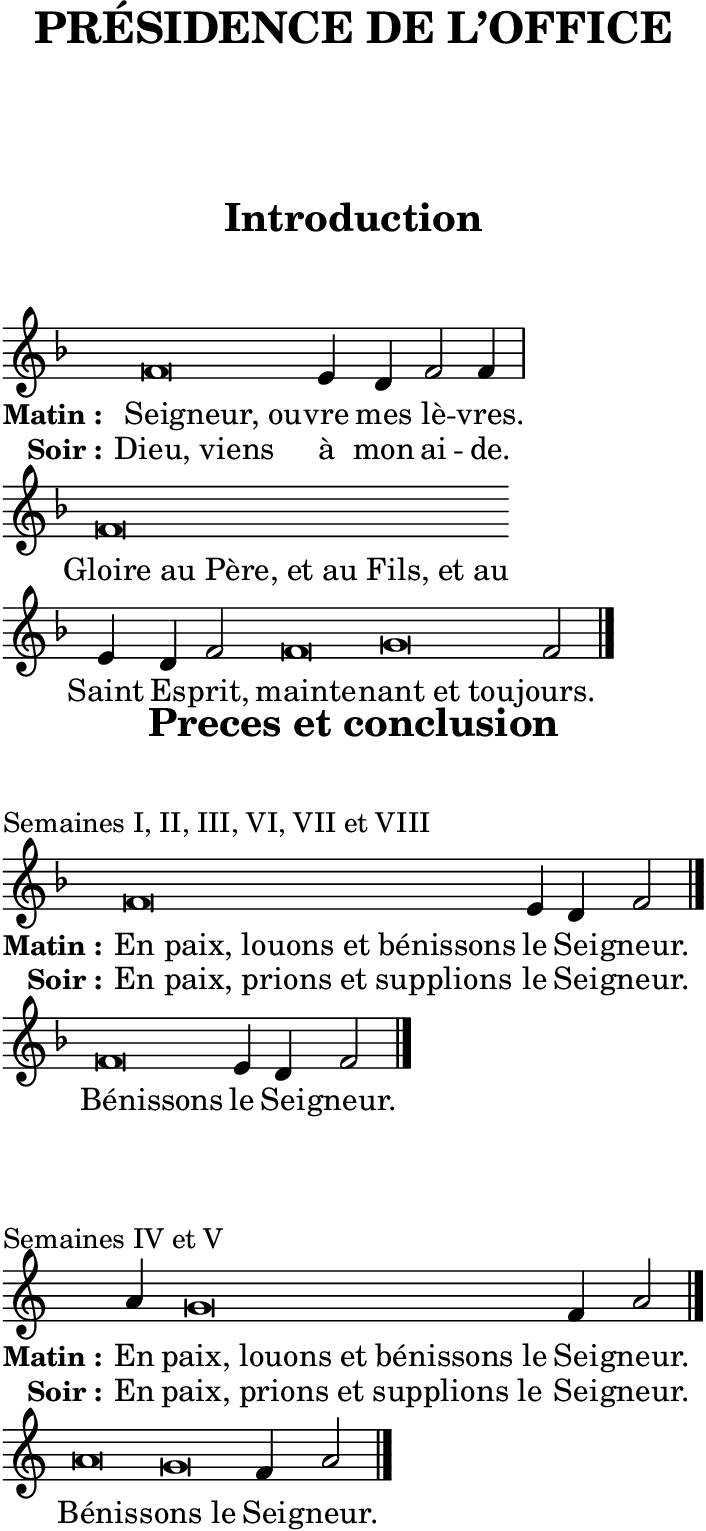 PRÉSIDENCE DE L’OFFICE
Introduction
Matin : Seigneur, ouvre mes lè - vres.
Soir : Dieu, viens à mon ai - de.
Gloire au Père, et au Fils, et au
Saint Esprit, maintenant et toujours.
Preces et conclusion
Semaines I, II, III, VI, VII et VIII
Matin : En paix, louons et bénissons le Seigneur.
Soir : En paix, prions et supplions le Seigneur.
Bénissons le Seigneur.
Semaines IV et V
Matin : En paix, louons et bénissons le Seigneur.
Soir : En paix, prions et supplions le Seigneur.
Bénissons le Seigneur.